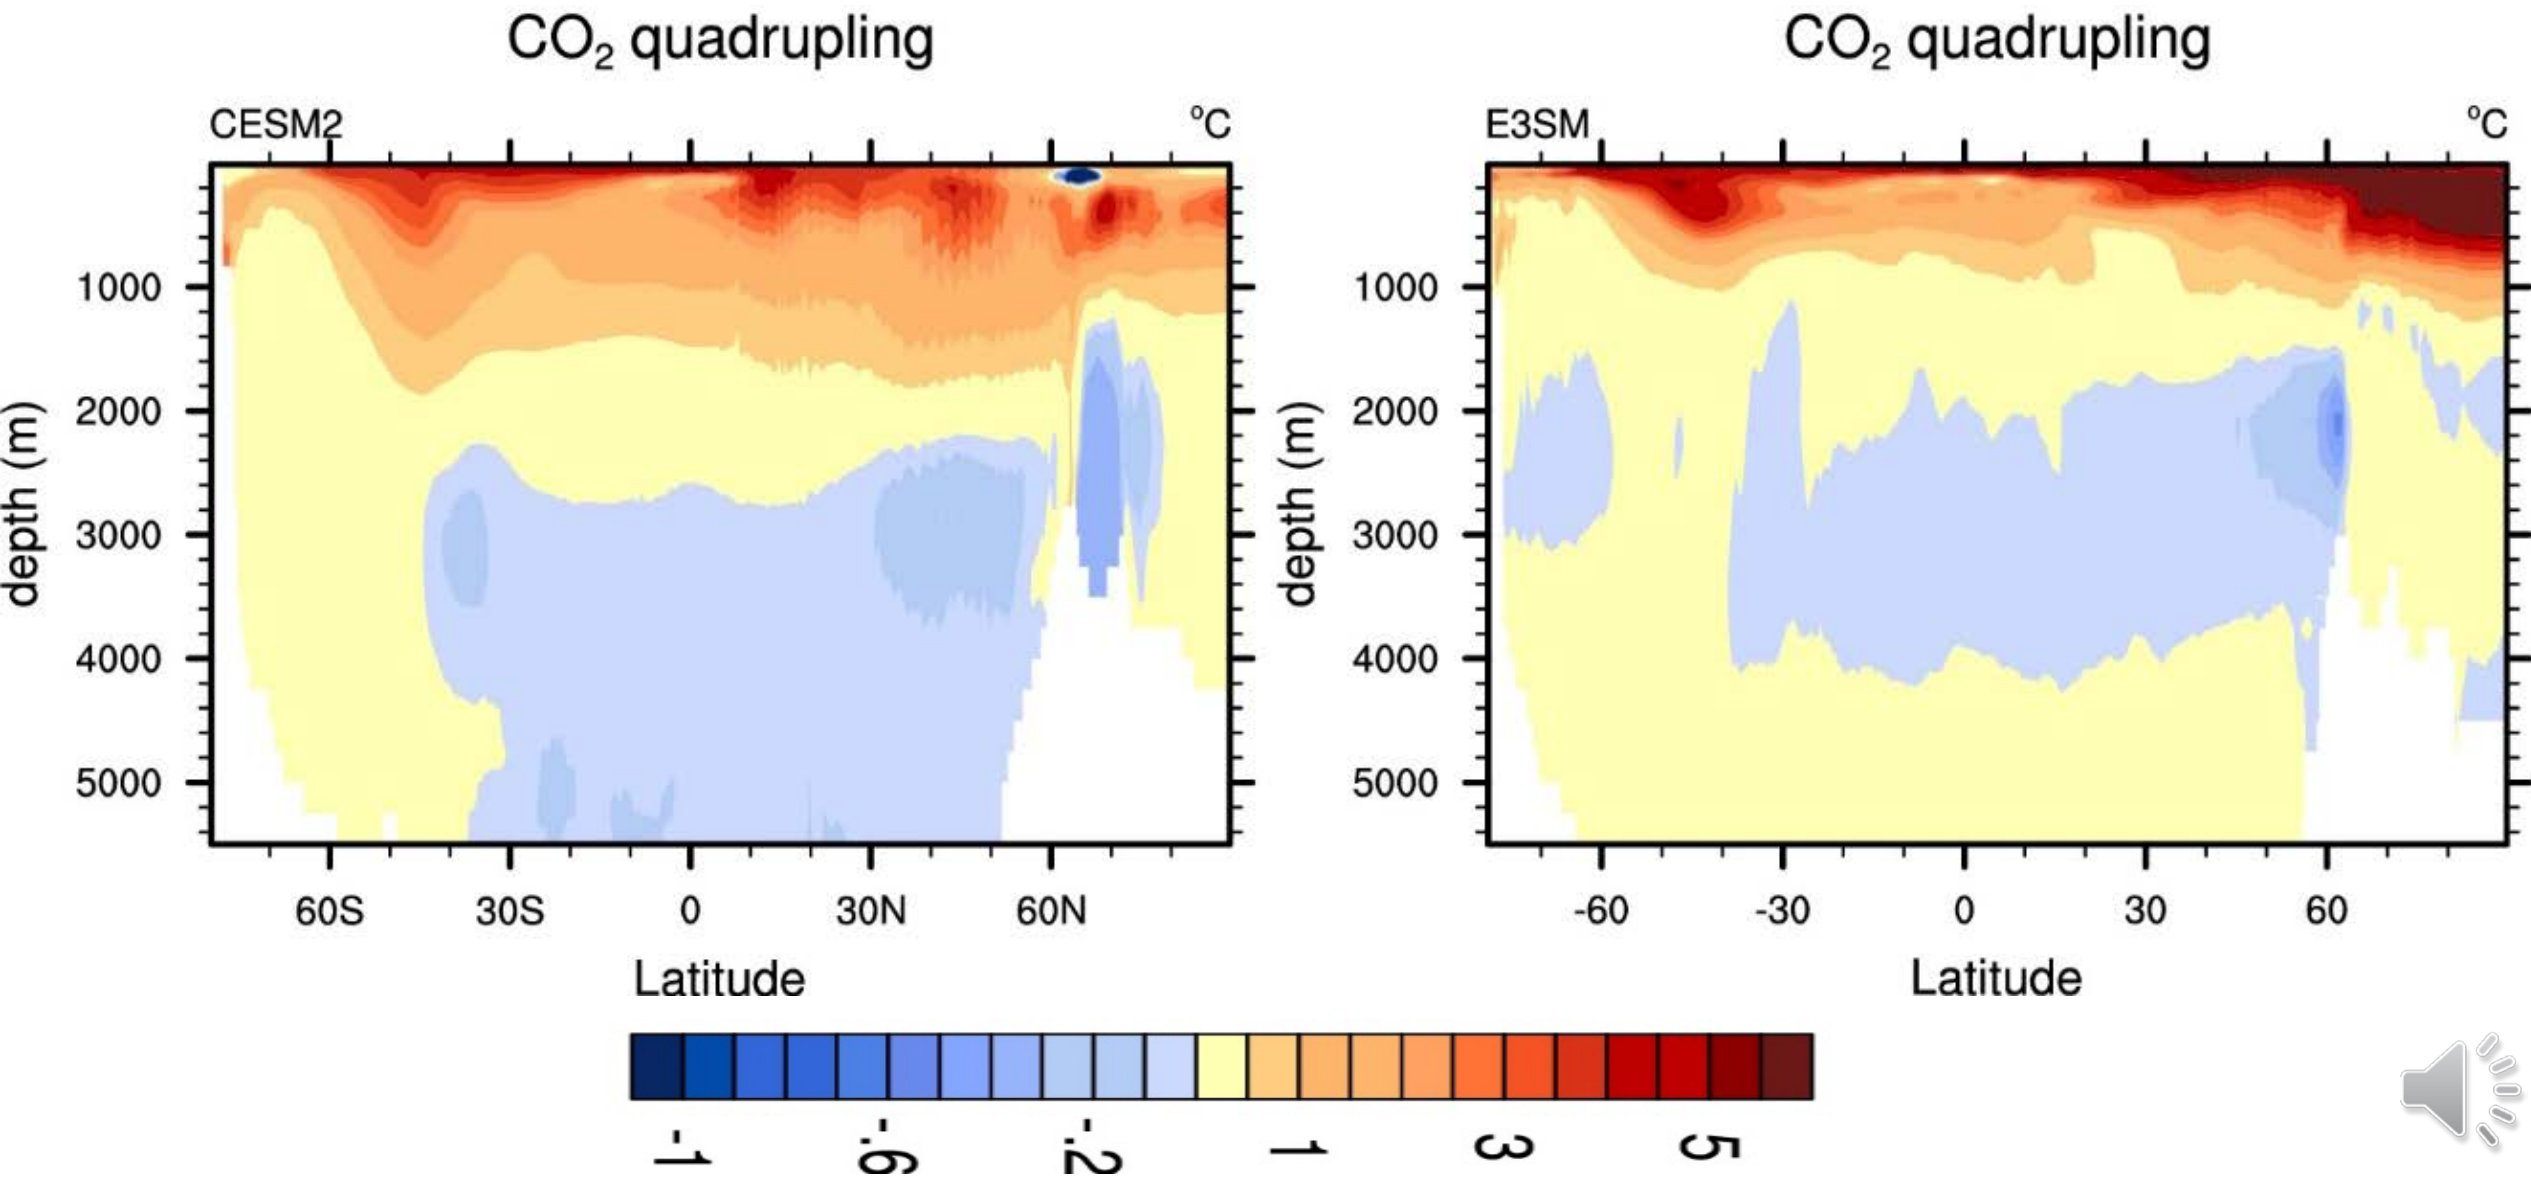 CO₂ quadrupling
CESM2
°C
depth (m)
1000
2000
3000
4000
5000
60S 30S 0 30N 60N
Latitude
CO₂ quadrupling
E3SM
°C
depth (m)
1000
2000
3000
4000
5000
-60 -30 0 30 60
Latitude
-1 -.6 -.2 1 3 5